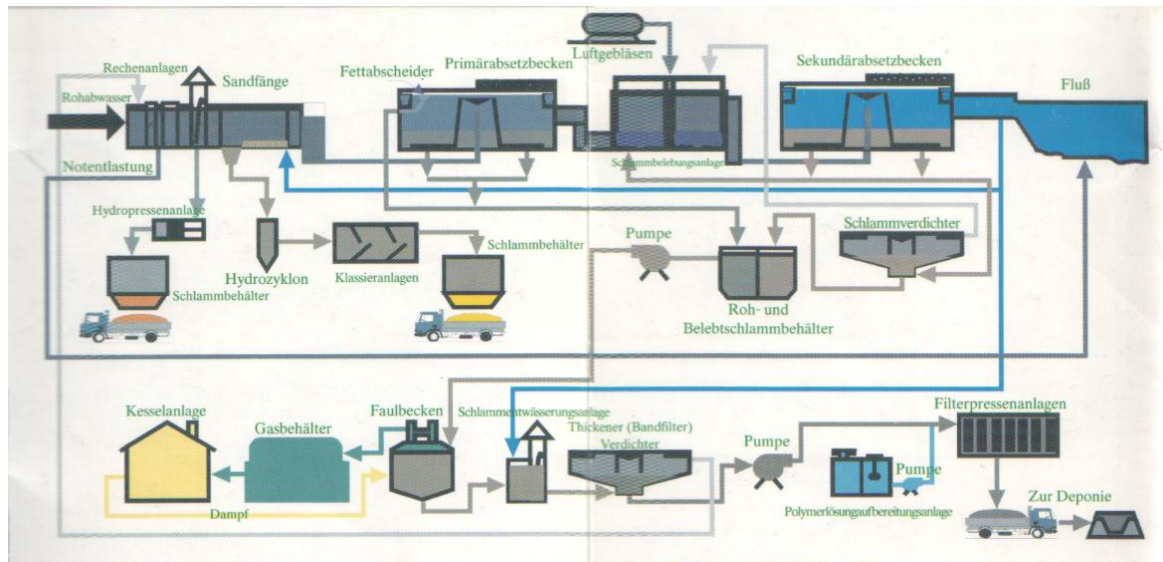 Luftgebläsen
Rechenanlagen
Sandfänge
Fettabscheider
Primärabsetzbecken
Sekundärabsetzbecken
Fluß
Rohabwasser
Notentlastung
Schlammbelebungsanlage
Hydropressenanlage
Schlammbehälter
Hydrozyklon
Klassieranlagen
Schlammbehälter
Pumpe
Schlammverdichter
Roh- und
Belebtschlammbehälter
Kesselanlage
Gasbehälter
Faulbecken
Schlammentwässerungsanlage
Thickener (Bandfilter)
Verdichter
Pumpe
Filterpressenanlagen
Pumpe
Polymerlösungaufbereitungsanlage
Zur Deponie
Dampf